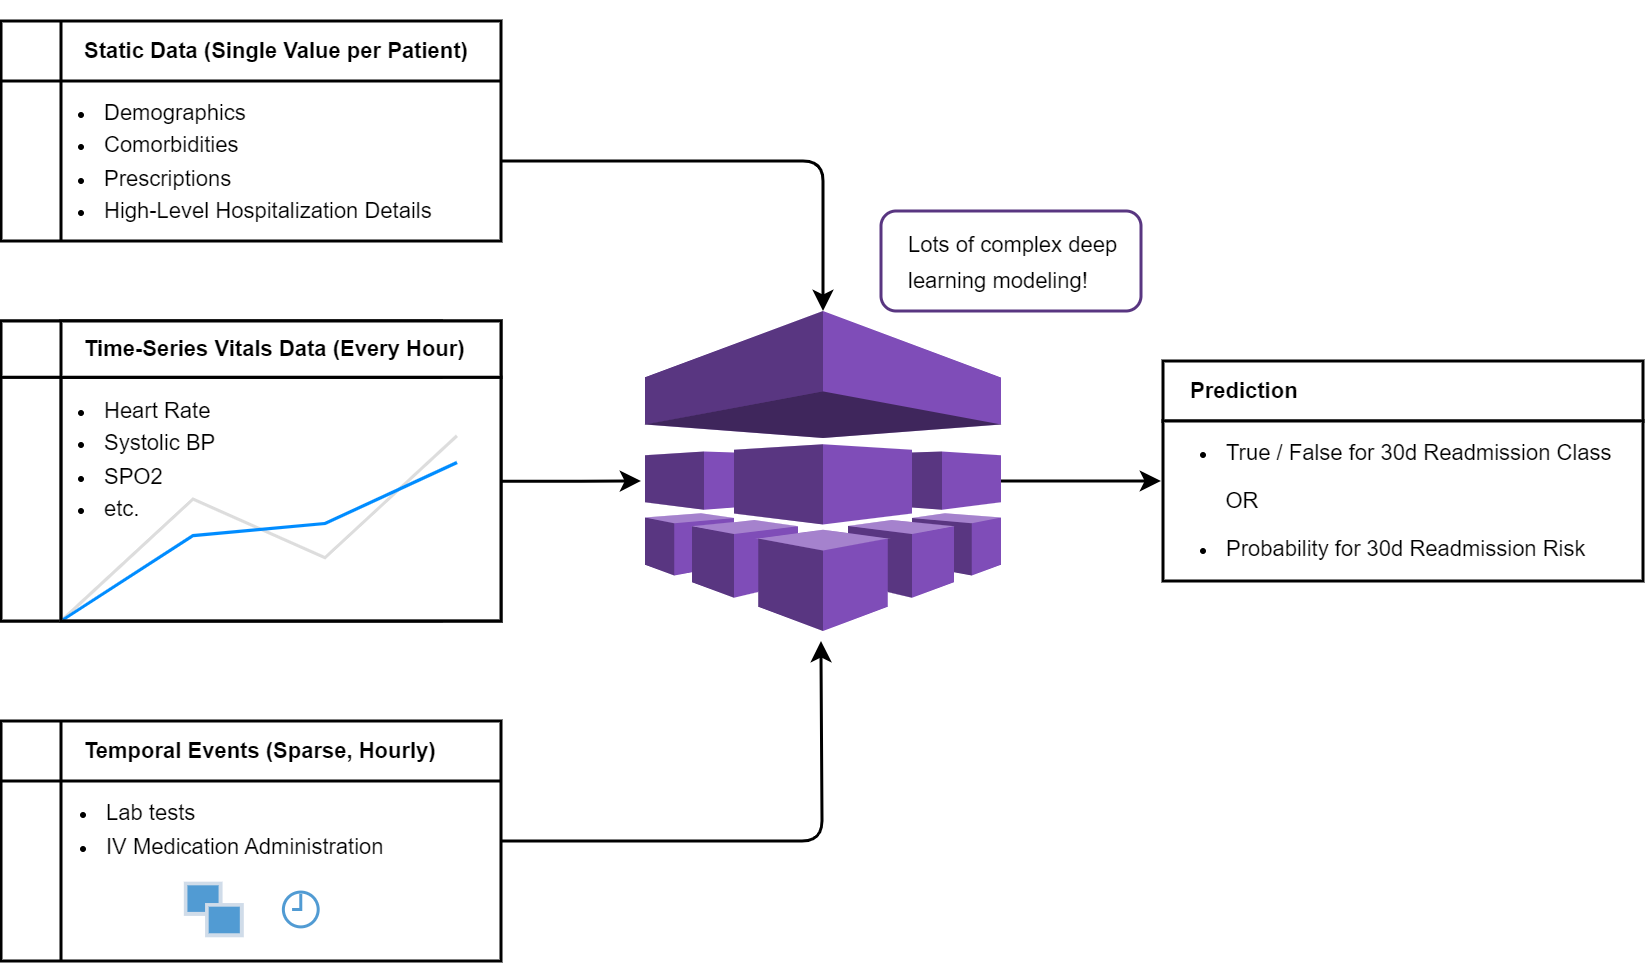 Static Data (Single Value per Patient)
Demographics
Comorbidities
Prescriptions
High-Level Hospitalization Details
Lots of complex deep
learning modeling!
Time-Series Vitals Data (Every Hour)
Heart Rate
Systolic BP
SPO2
etc.
Prediction
True / False for 30d Readmission Class
OR
Probability for 30d Readmission Risk
Temporal Events (Sparse, Hourly)
Lab tests
IV Medication Administration